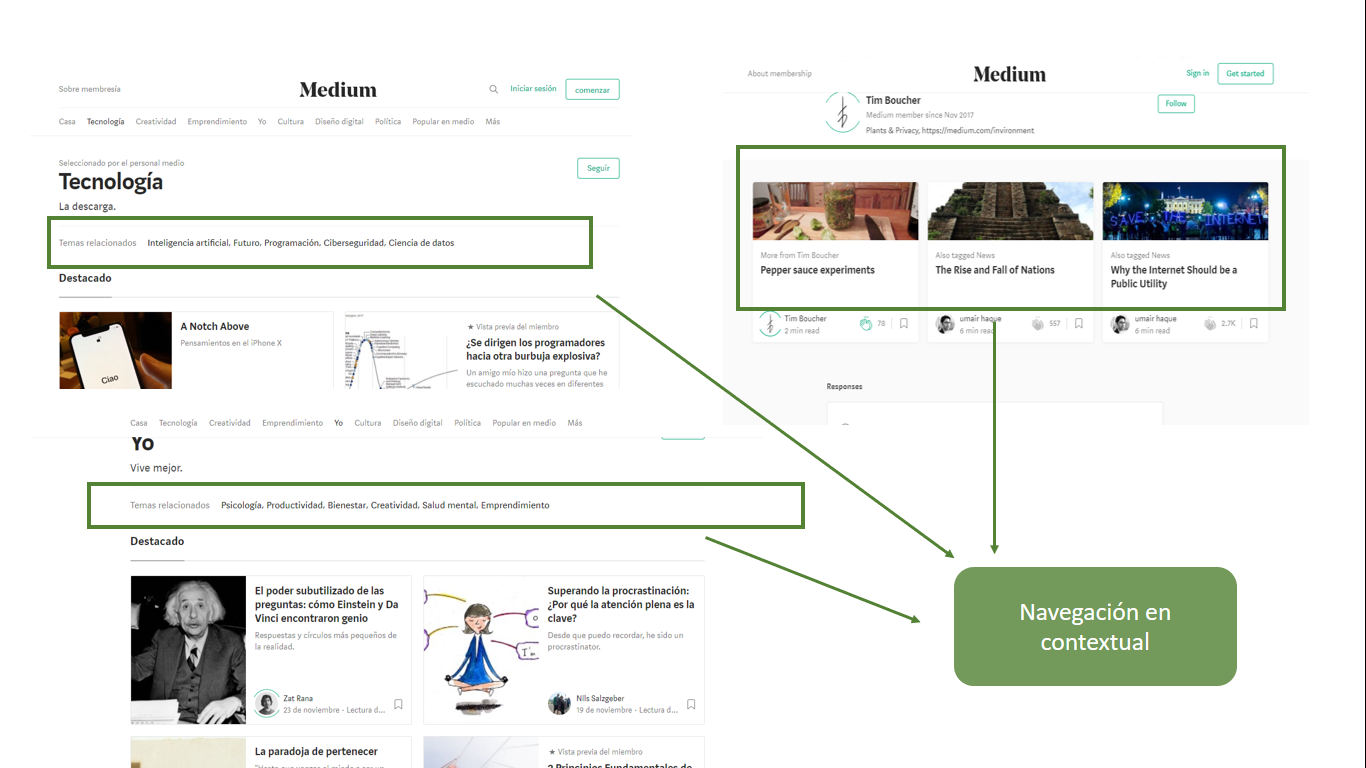 Sobre membresía
Medium
Iniciar sesión
comenzar
Casa Tecnología Creatividad Emprendimiento Yo Cultura Diseño digital Política Popular en medio Más
Seleccionado por el personal medio
Tecnología
Seguir
La descarga.
Temas relacionados Inteligencia artificial, Futuro, Programación, Ciberseguridad, Ciencia de datos
Destacado
Ciao
A Notch Above
Pensamientos en el iPhone X
★ Vista previa del miembro
¿Se dirigen los programadores
hacia otra burbuja explosiva?
Un amigo mío hizo una pregunta que he
escuchado muchas veces en diferentes
Casa Tecnología Creatividad Emprendimiento Yo Cultura Diseño digital Política Popular en medio Más
Yo
Vive mejor.
Temas relacionados Psicología, Productividad, Bienestar, Creatividad, Salud mental, Emprendimiento
Destacado
El poder subutilizado de las
preguntas: cómo Einstein y Da
Vinci encontraron genio
Respuestas y círculos más pequeños de
la realidad.
Zat Rana
23 de noviembre - Lectura d...
Superando la procrastinación:
¿Por qué la atención plena es la
clave?
Desde que puedo recordar, he sido un
procrastinator.
Nils Salzgeber
19 de noviembre - Lectura d...
La paradoja de pertenecer
★ Vista previa del miembro
2 Principios Fundamentales de
About membership
Medium
Sign in
Get started
Tim Boucher
Medium member since Nov 2017
Plants & Privacy, https://medium.com/invironment
Follow
SAVE THE INTERNET
More from Tim Boucher
Pepper sauce experiments
Tim Boucher
2 min read
78
Also tagged News
The Rise and Fall of Nations
umair haque
6 min read
557
Also tagged News
Why the Internet Should be a
Public Utility
umair haque
6 min read
2.7K
Responses
Navegación en
contextual